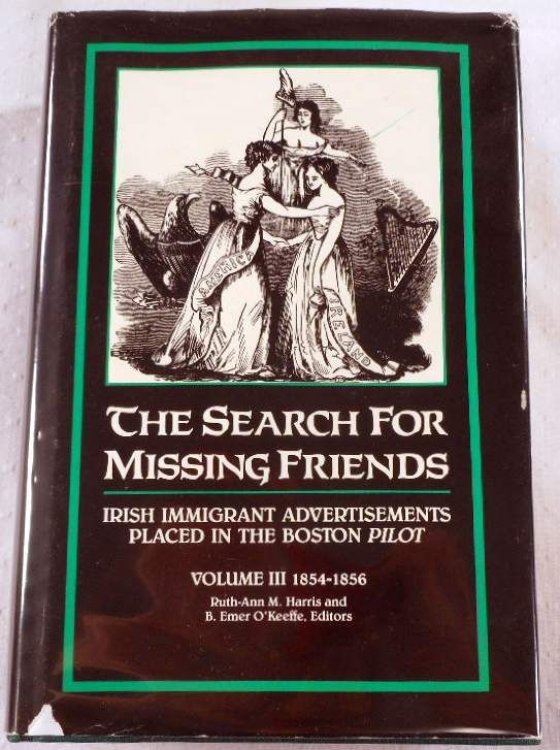 AMERICA
IRELAND
THE SEARCH FOR
MISSING FRIENDS
IRISH IMMIGRANT ADVERTISEMENTS
PLACED IN THE BOSTON PILOT
VOLUME III 1854-1856
Ruth-Ann M. Harris and
B. Emer O'Keeffe, Editors